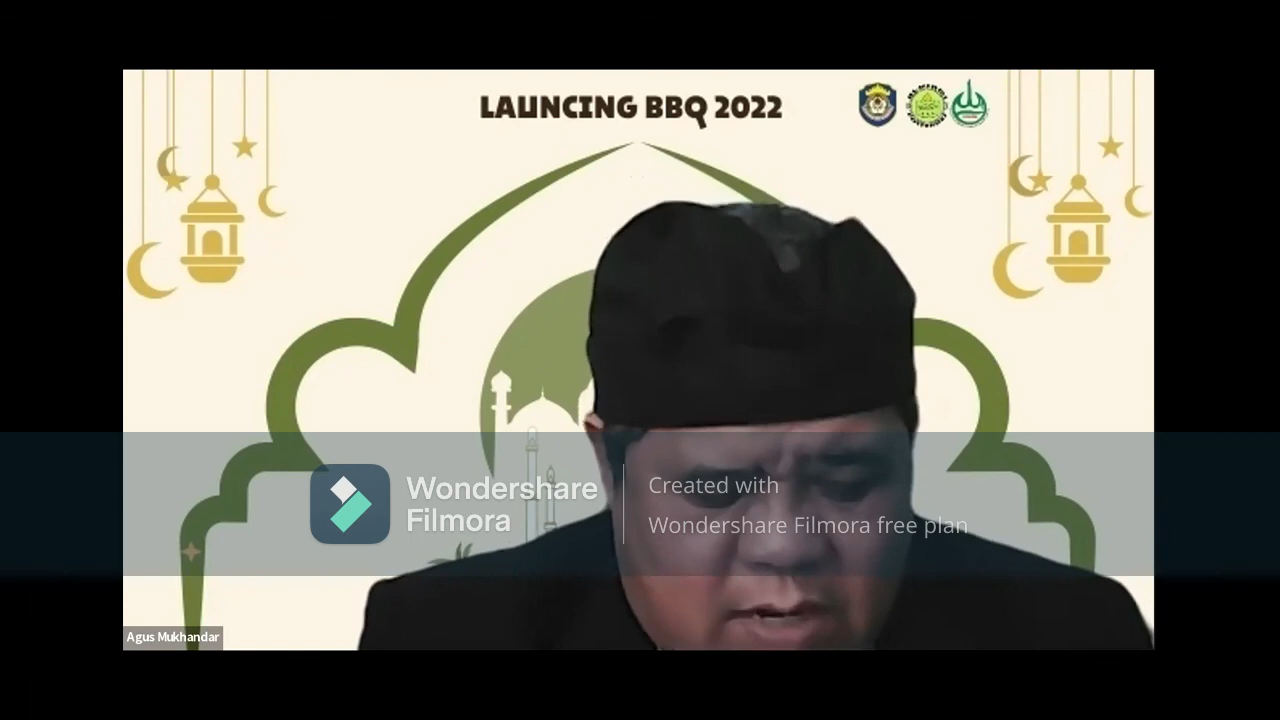 LAUNCING BBQ 2022
Wondershare
Filmora
Created with
Wondershare Filmora free plan
Agus Mukhandar